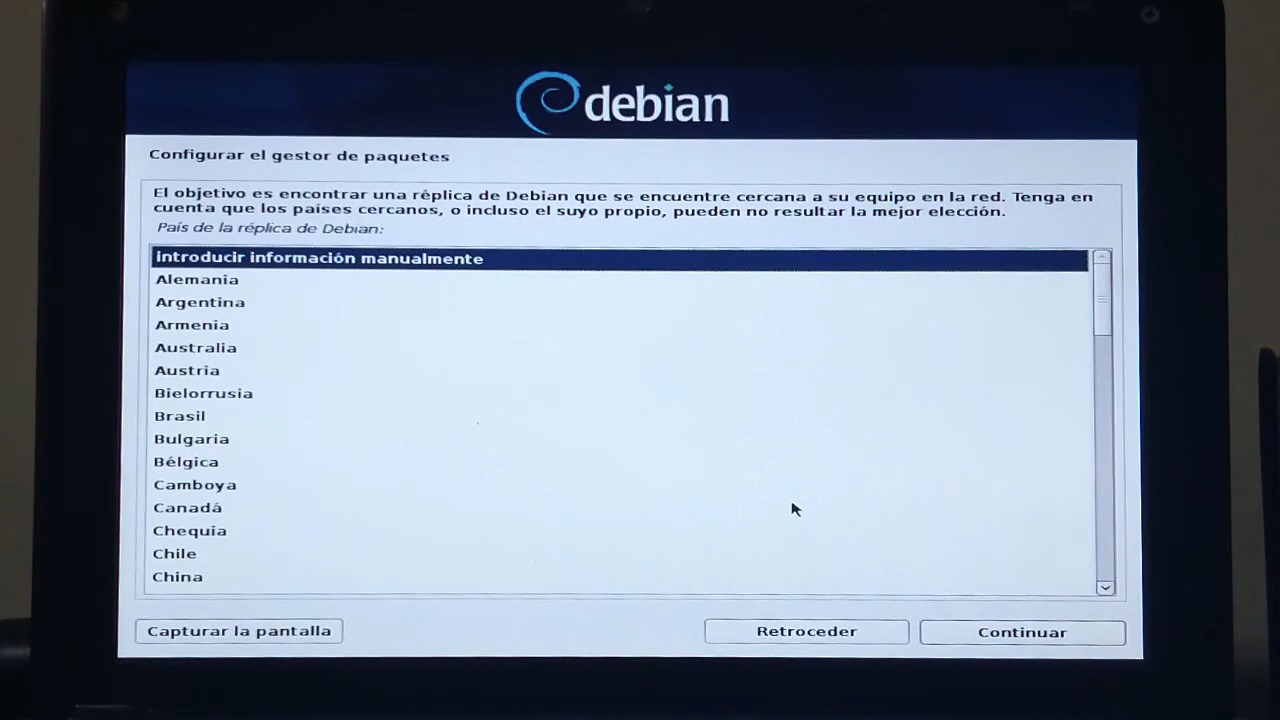 debian
Configurar el gestor de paquetes
El objetivo es encontrar una réplica de Debian que se encuentre cercana a su equipo en la red. Tenga en
cuenta que los países cercanos, o incluso el suyo propio, pueden no resultar la mejor elección.
País de la réplica de Debian:
introducir información manualmente
Alemania
Argentina
Armenia
Australia
Austria
Bielorrusia
Brasil
Bulgaria
Bélgica
Camboya
Canadá
Chequia
Chile
China
Capturar la pantalla
Retroceder
Continuar